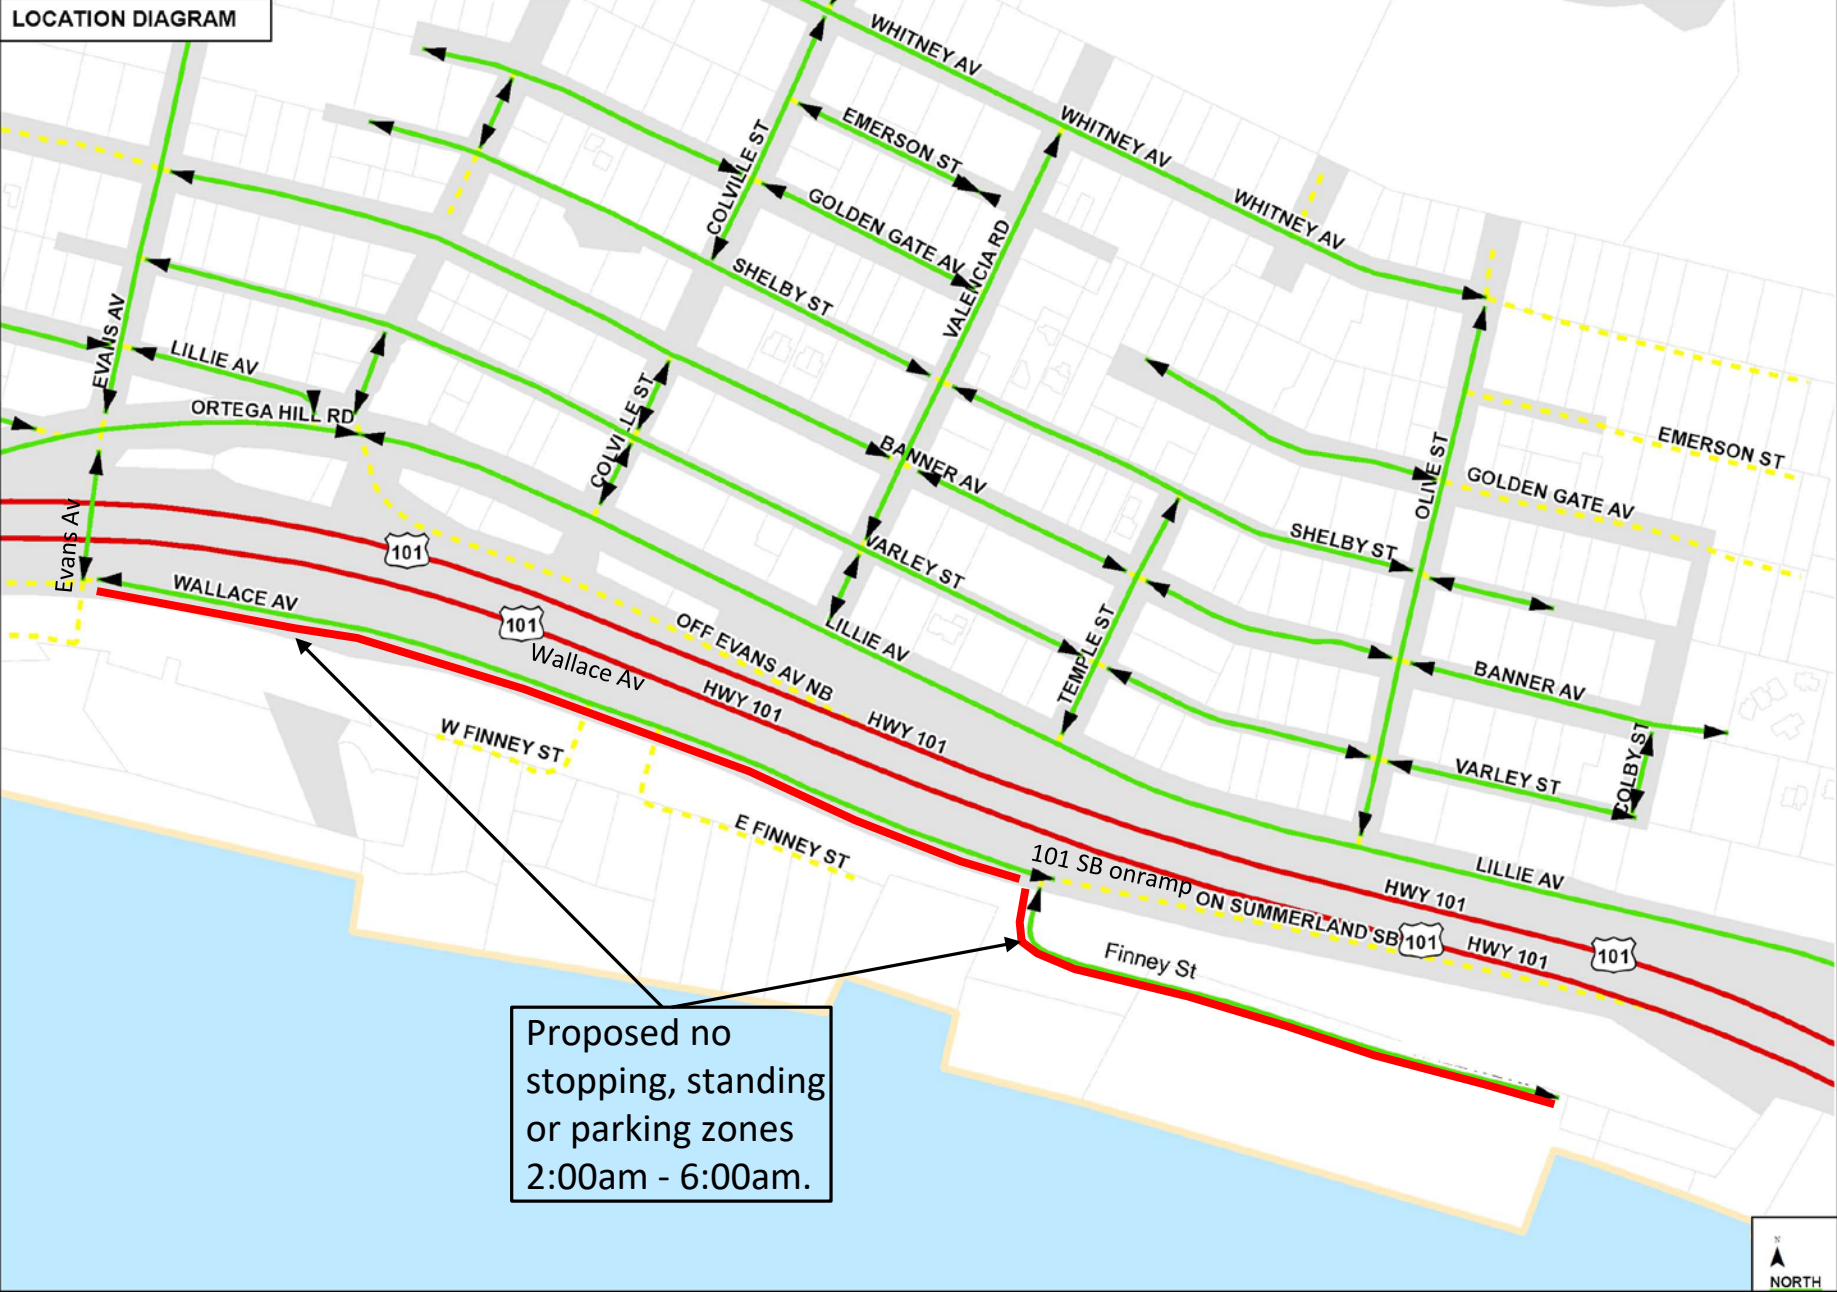 LOCATION DIAGRAM
WHITNEY AV
WHITNEY AV
WHITNEY AV
EMERSON ST
COLVILLE ST
GOLDEN GATE AV
VALENCIA RD
SHELBY ST
EVANS AV
LILLIE AV
ORTEGA HILL RD
COLVILLE ST
BANNER AV
OLIVE ST
EMERSON ST
GOLDEN GATE AV
SHELBY ST
Evans Av
101
VARLEY ST
WALLACE AV
101
OFF EVANS AV NB
LILLIE AV
TEMPLE ST
Wallace Av
HWY 101
HWY 101
BANNER AV
W FINNEY ST
VARLEY ST
COLBY ST
E FINNEY ST
101 SB onramp
LILLIE AV
HWY 101
ON SUMMERLAND SB
101
HWY 101
101
Finney St
Proposed no
stopping, standing
or parking zones
2:00am - 6:00am.
N
NORTH